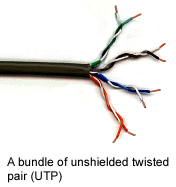 A bundle of unshielded twisted
pair (UTP)